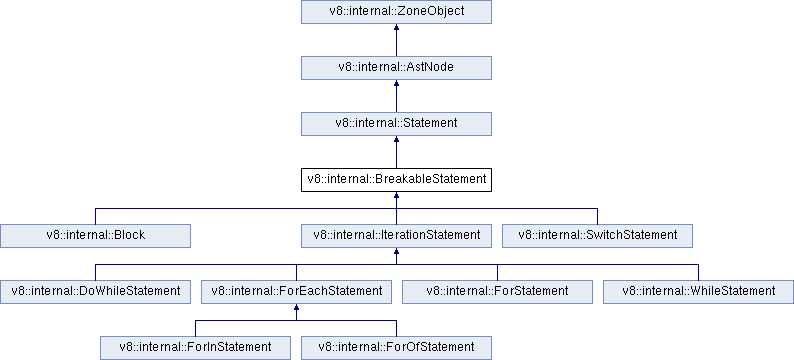 v8::internal::ZoneObject
v8::internal::AstNode
v8::internal::Statement
v8::internal::BreakableStatement
v8::internal::Block
v8::internal::IterationStatement
v8::internal::SwitchStatement
v8::internal::DoWhileStatement
v8::internal::ForEachStatement
v8::internal::ForStatement
v8::internal::WhileStatement
v8::internal::ForInStatement
v8::internal::ForOfStatement